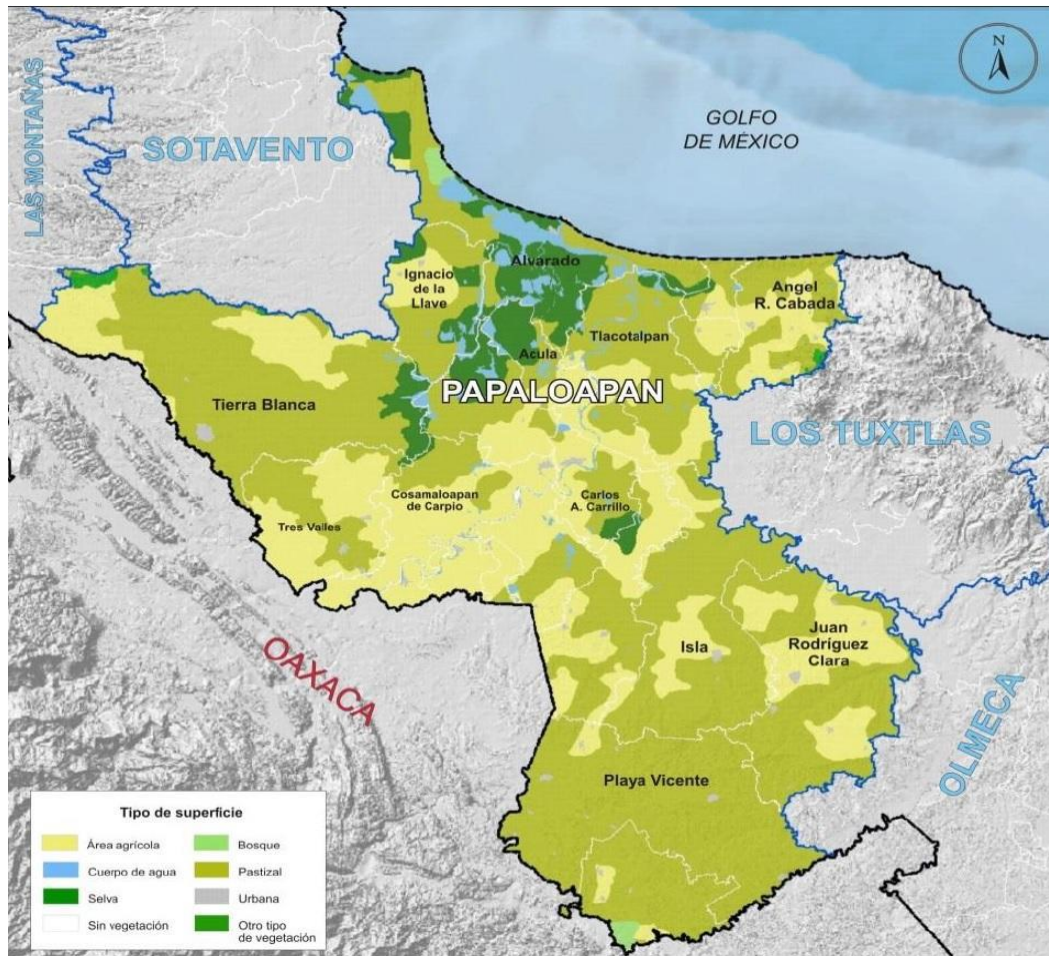 N
GOLFO
DE MÉXICO
LAS MONTAÑAS
SOTAVENTO
Ignacio
de la
Llave
Alvarado
Angel
R. Cabada
Tlacotalpan
Acula
PAPALOAPAN
Tierra Blanca
LOS TUXTLAS
Cosamaloapan
de Carpio
Carlos
A. Carrillo
Tres Valles
Isla
Juan
Rodríguez
Clara
OAXACA
OLMECA
Playa Vicente
Tipo de superficie
Área agrícola
Bosque
Cuerpo de agua
Pastizal
Selva
Urbana
Sin vegetación
Otro tipo
de vegetación